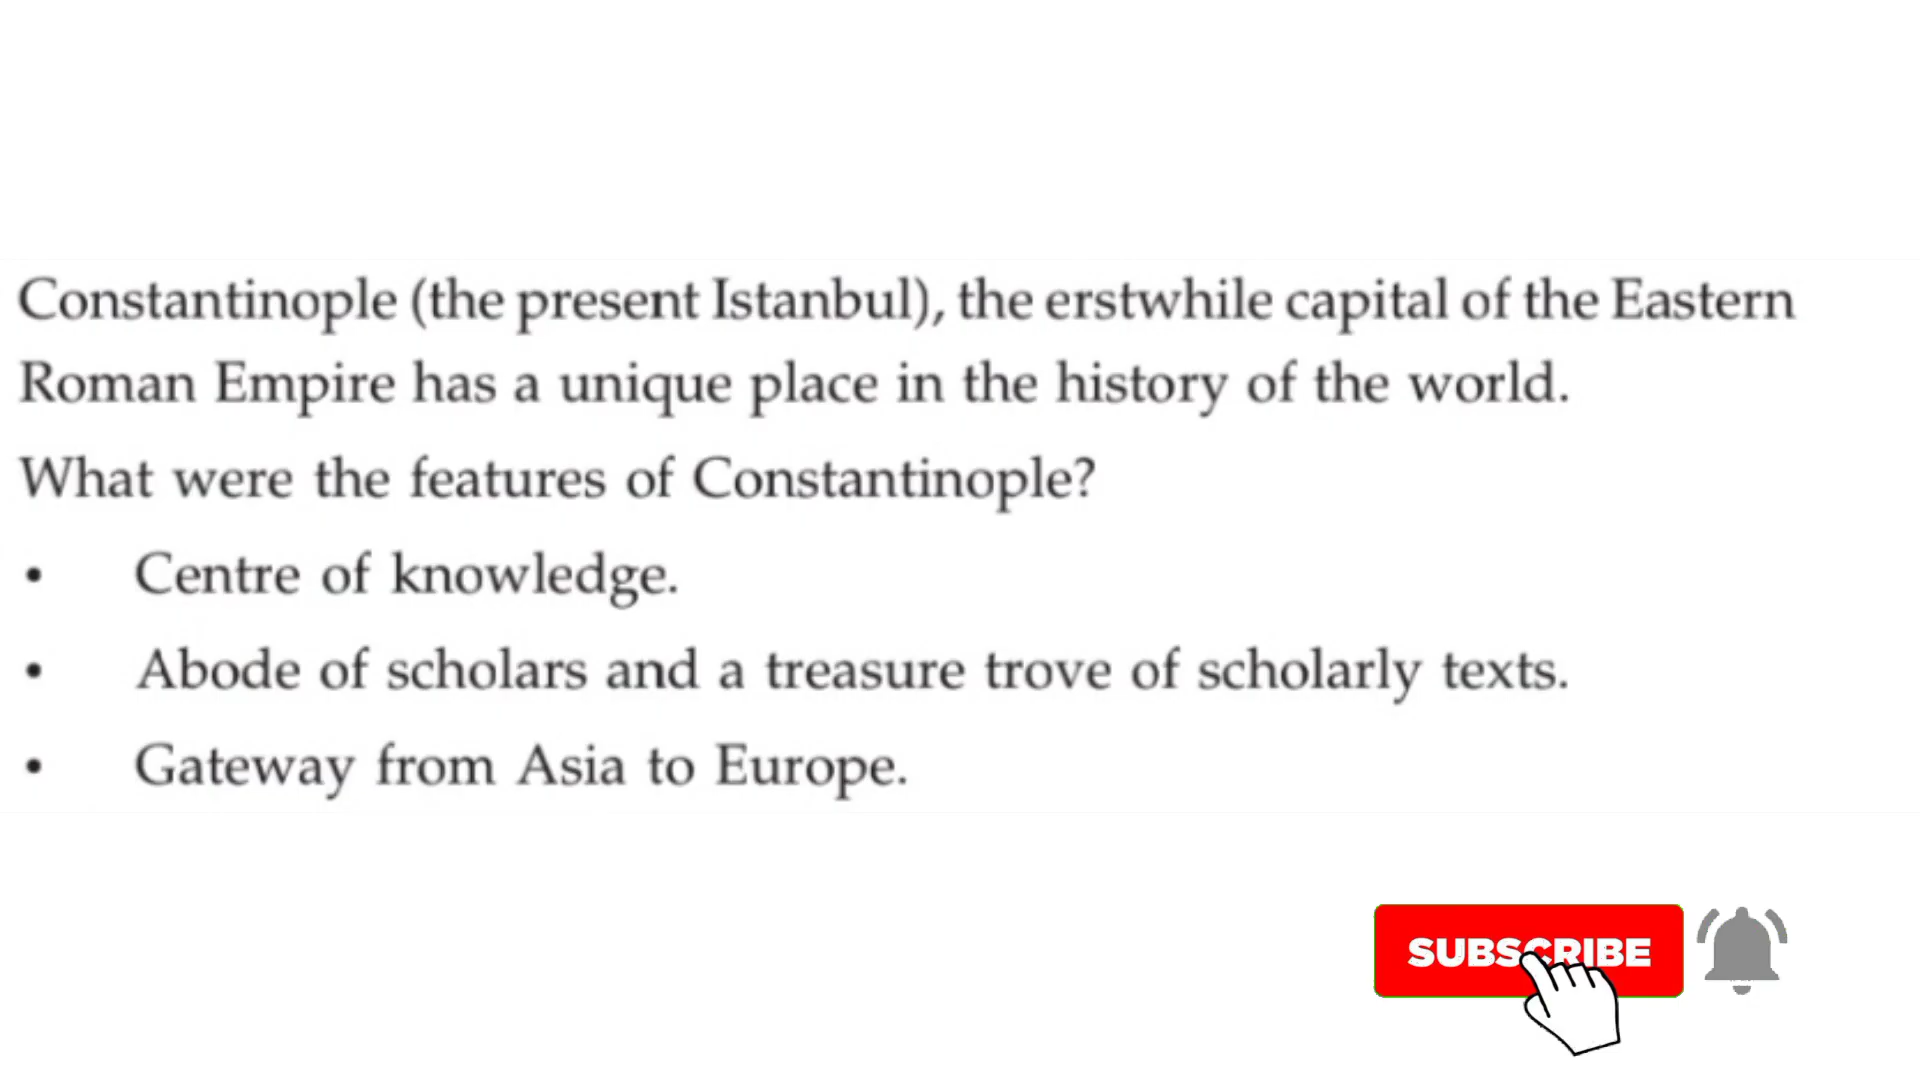 Constantinople (the present Istanbul), the erstwhile capital of the Eastern
Roman Empire has a unique place in the history of the world.
What were the features of Constantinople?
• Centre of knowledge.
• Abode of scholars and a treasure trove of scholarly texts.
• Gateway from Asia to Europe.
SUBSCRIBE